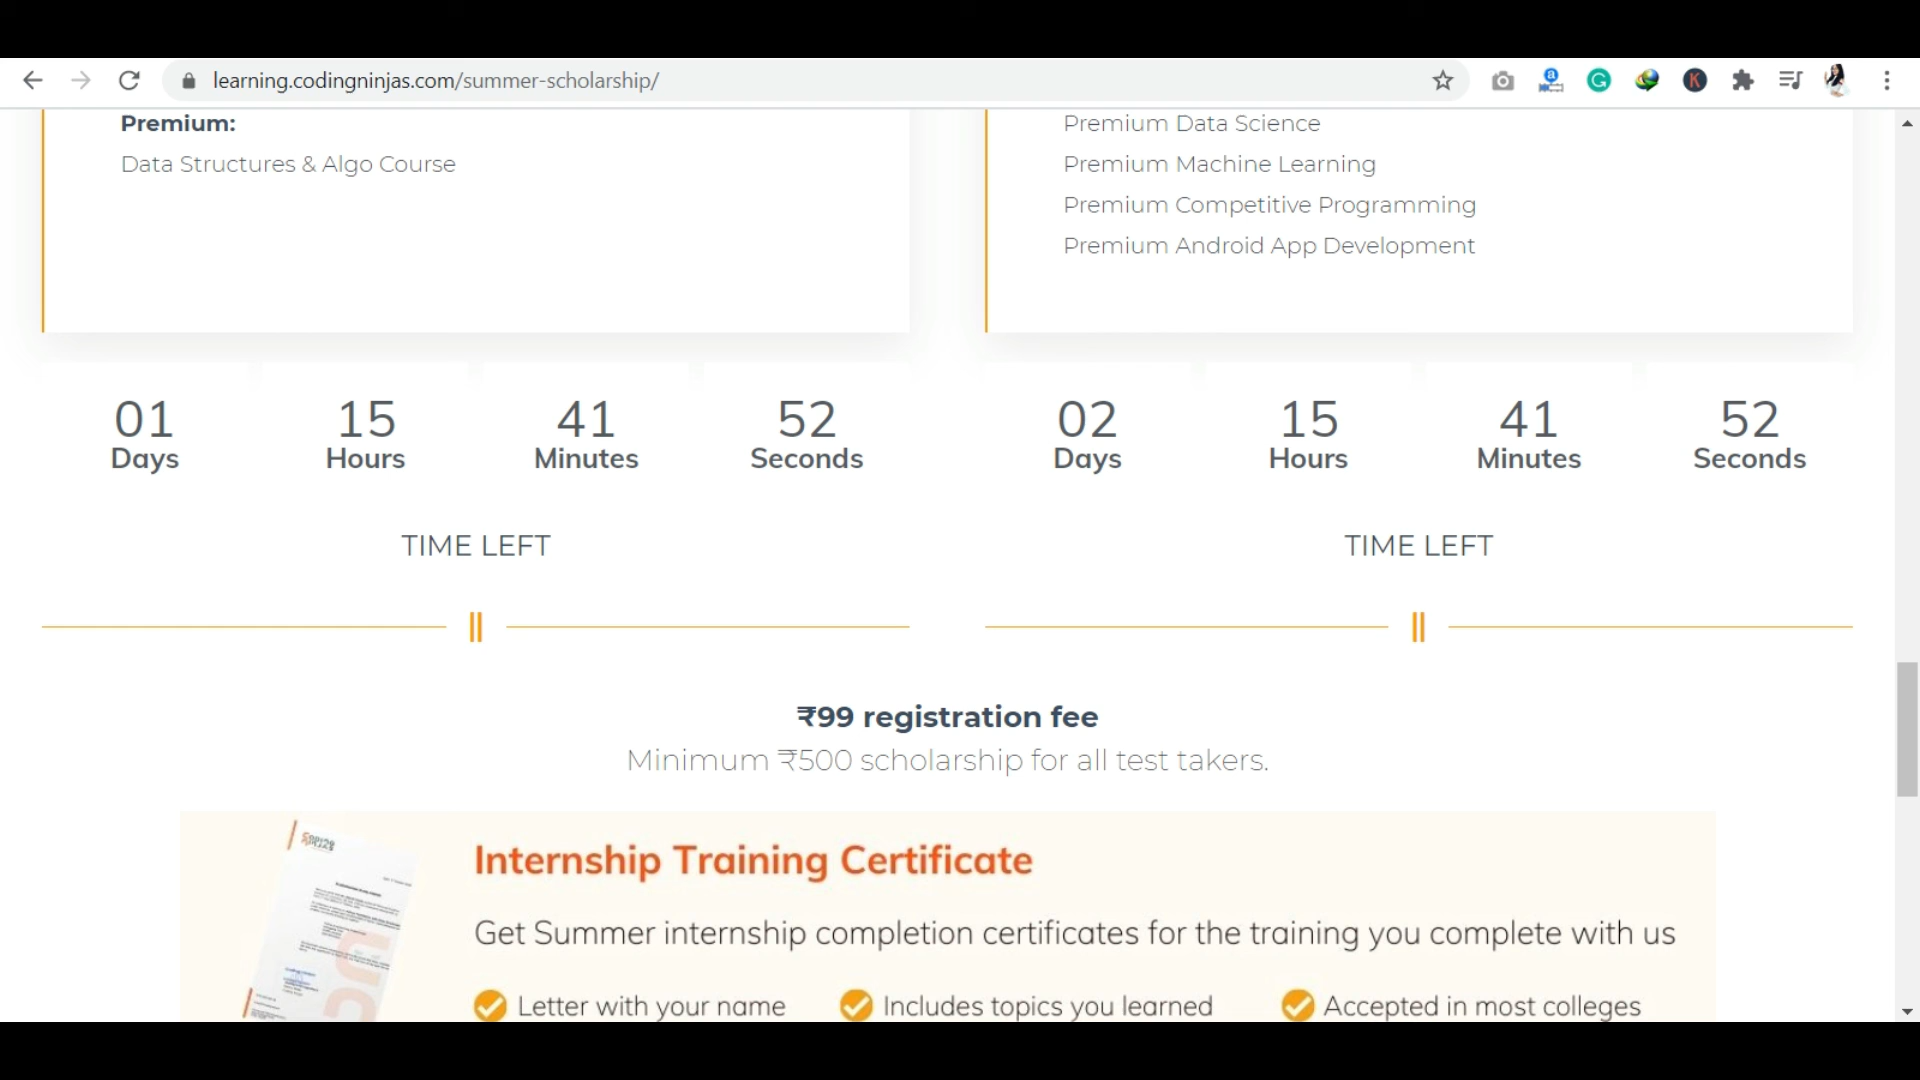 learning.codingninjas.com/summer-scholarship/
Premium:
Data Structures & Algo Course
Premium Data Science
Premium Machine Learning
Premium Competitive Programming
Premium Android App Development
01 15 41 52
Days Hours Minutes Seconds
TIME LEFT
02 15 41 52
Days Hours Minutes Seconds
TIME LEFT
₹99 registration fee
Minimum ₹500 scholarship for all test takers.
Internship Training Certificate
Get Summer internship completion certificates for the training you complete with us
Letter with your name Includes topics you learned Accepted in most colleges